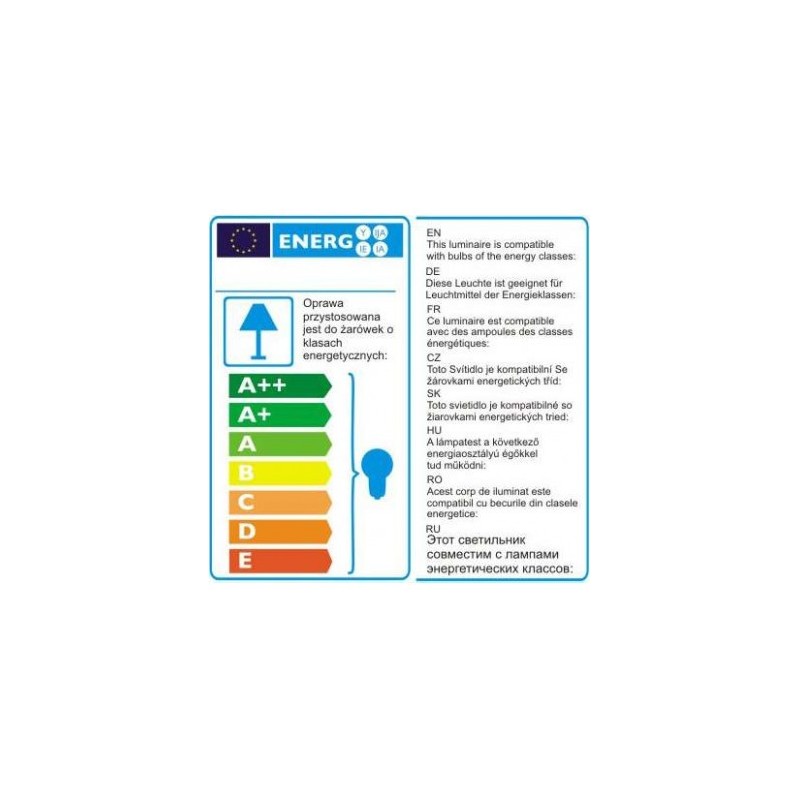 ENERG Y IJA
IE IA
Oprawa
przystosowana
jest do żarówek o
klasach
energetycznych:
A++
A+
A
B
C
D
E
EN
This luminaire is compatible
with bulbs of the energy classes:
DE
Diese Leuchte ist geeignet für
Leuchtmittel der Energieklassen:
FR
Ce luminaire est compatible
avec des ampoules des classes
énergétiques:
CZ
Toto Svítidlo je kompatibilní Se
žárovkami energetických tříd:
SK
Toto svietidlo je kompatibilné so
žiarovkami energetických tried:
HU
A lámpatest a következő
energiaosztályú égőkkel
tud működni:
RO
Acest corp de iluminat este
compatibil cu becurile din clasele
energetice:
RU
Этот светильник
совместим с лампами
энергетических классов: